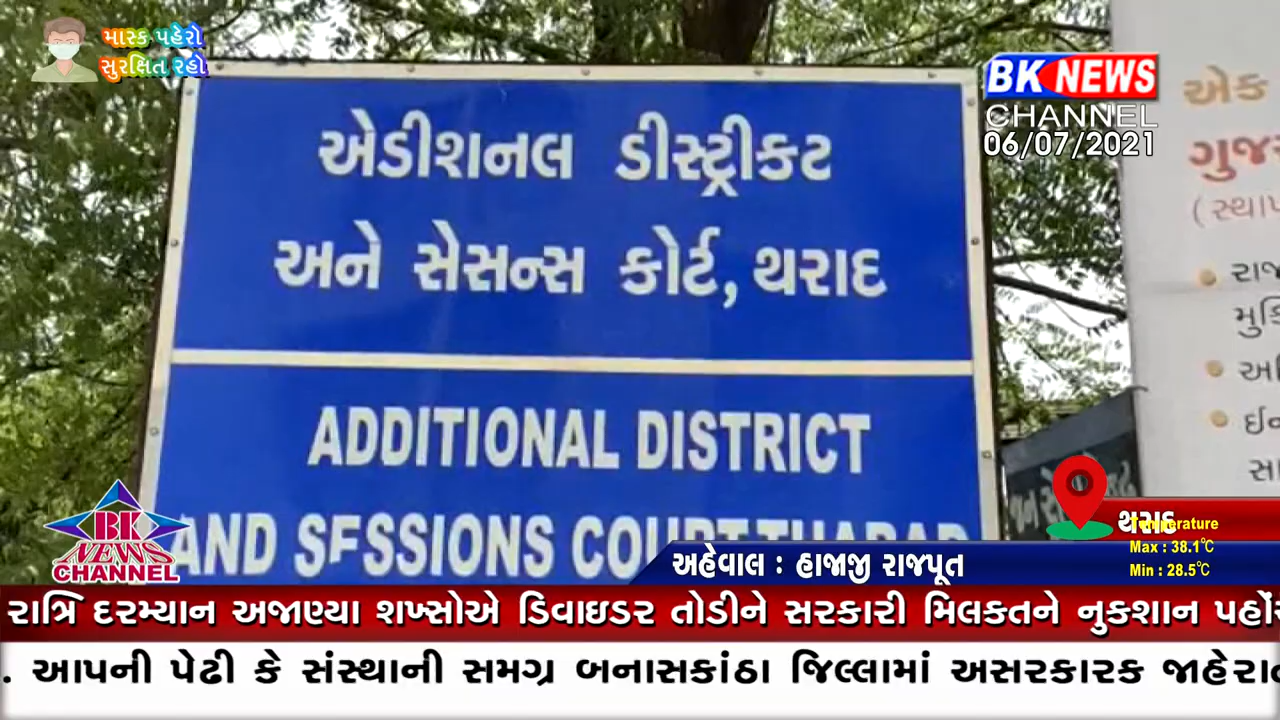 માસ્ક પહેરો
સુરક્ષિત રહો
BK NEWS
CHANNEL
06/07/2021
એડીશનલ ડીસ્ટ્રીકટ
અને સેસન્સ કોર્ટ, થરાદ
ADDITIONAL DISTRICT
AND SESSIONS COURT THARAD
એક
(સ્થાપ
BK
NEWS
CHANNEL
થરાદ
Temperature
Max : 38.1°C
Min : 28.5°C
અહેવાલ : હાજાજી રાજપૂત
રાત્રિ દરમ્યાન અજાણ્યા શખ્સોએ ડિવાઇડર તોડીને સરકારી મિલકતને નુકશાન
. આપની પેઢી કે સંસ્થાની સમગ્ર બનાસકાંઠા જિલ્લામાં અસરકારક